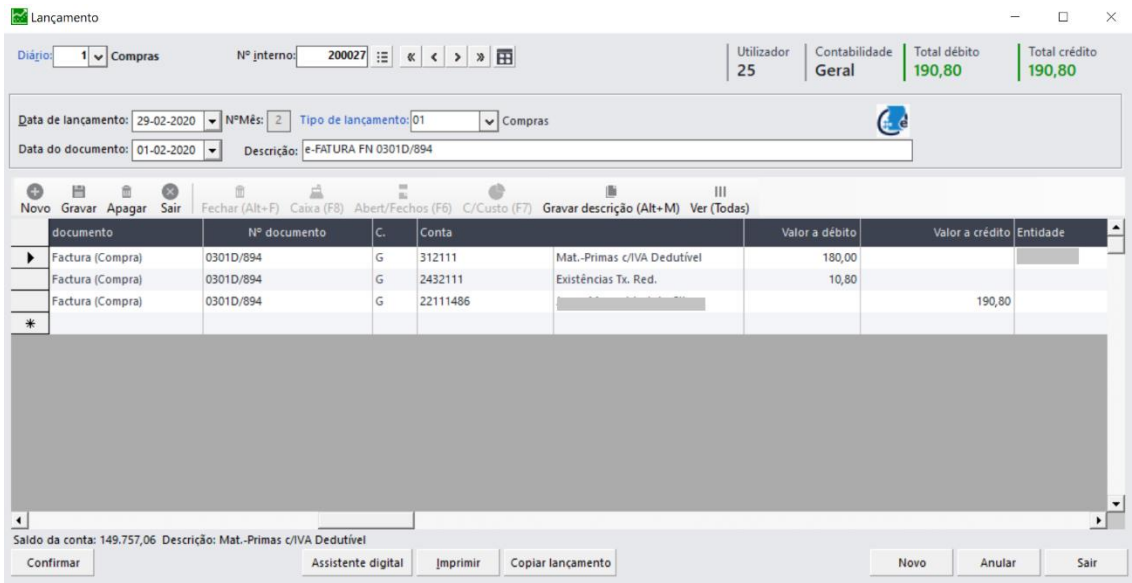 Lançamento
Diário: 1 Compras Nº interno: 200027 Utilizador 25 Contabilidade Geral Total débito 190,80 Total crédito 190,80
Data de lançamento: 29-02-2020 NºMês: 2 Tipo de lançamento: 01 Compras
Data do documento: 01-02-2020 Descrição: e-FATURA FN 0301D/894
Novo Gravar Apagar Sair Fechar (Alt+F) Caixa (F8) Abert/Fechos (F6) C/Custo (F7) Gravar descrição (Alt+M) Ver (Todas)
documento Nº documento C. Conta Valor a débito Valor a crédito Entidade
Factura (Compra) 0301D/894 G 312111 Mat.-Primas c/IVA Dedutível 180,00
Factura (Compra) 0301D/894 G 2432111 Existências Tx. Red. 10,80
Factura (Compra) 0301D/894 G 22111486 190,80
Saldo da conta: 149.757,06 Descrição: Mat.-Primas c/IVA Dedutível
Confirmar Assistente digital Imprimir Copiar lançamento Novo Anular Sair